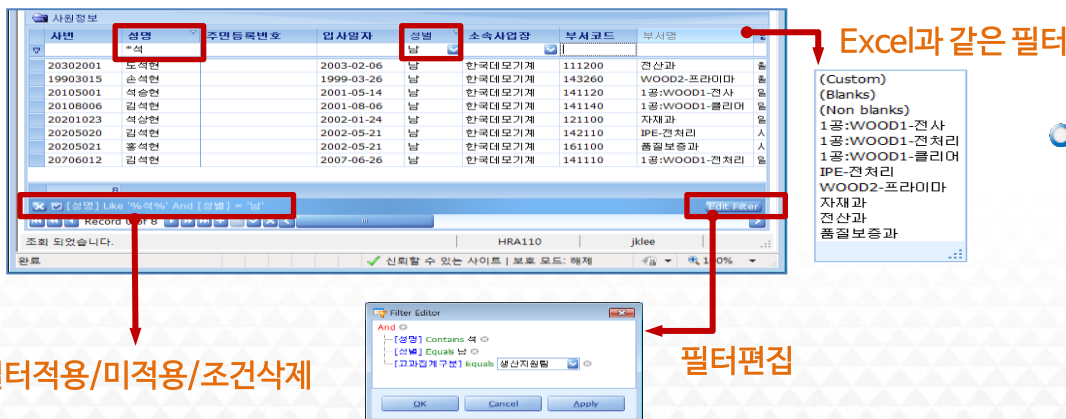 사원정보
사번 성명 주민등록번호 입사일자 성별 소속사업장 부서코드 부서명
*석 남
20302001 도석현 2003-02-06 남 한국데모기계 111200 전산과
19903015 손석현 1999-03-26 남 한국데모기계 143260 WOOD2-프라이마
20105001 석승현 2001-05-14 남 한국데모기계 141120 1공:WOOD1-전사
20108006 김석현 2001-08-06 남 한국데모기계 141140 1공:WOOD1-클리어
20201023 석상현 2002-01-24 남 한국데모기계 121100 자재과
20205020 김석현 2002-05-21 남 한국데모기계 142110 IPE-전처리
20205021 홍석현 2002-05-21 남 한국데모기계 161100 품질보증과
20706012 김석현 2007-06-26 남 한국데모기계 141110 1공:WOOD1-전처리
8
[성명] Like '%석%' And [성별] = '남' Edit Filter
Record 0 of 8
조회 되었습니다. HRA110 jklee
완료 신뢰할 수 있는 사이트 | 보호 모드: 해제
Excel과 같은 필터
(Custom)
(Blanks)
(Non blanks)
1공:WOOD1-전사
1공:WOOD1-전처리
1공:WOOD1-클리어
IPE-전처리
WOOD2-프라이마
자재과
전산과
품질보증과
Filter Editor
And
[성명] Contains 석
[성별] Equals 남
[고과집계구분] Equals 생산지원팀
OK Cancel Apply
터적용/미적용/조건삭제
필터편집